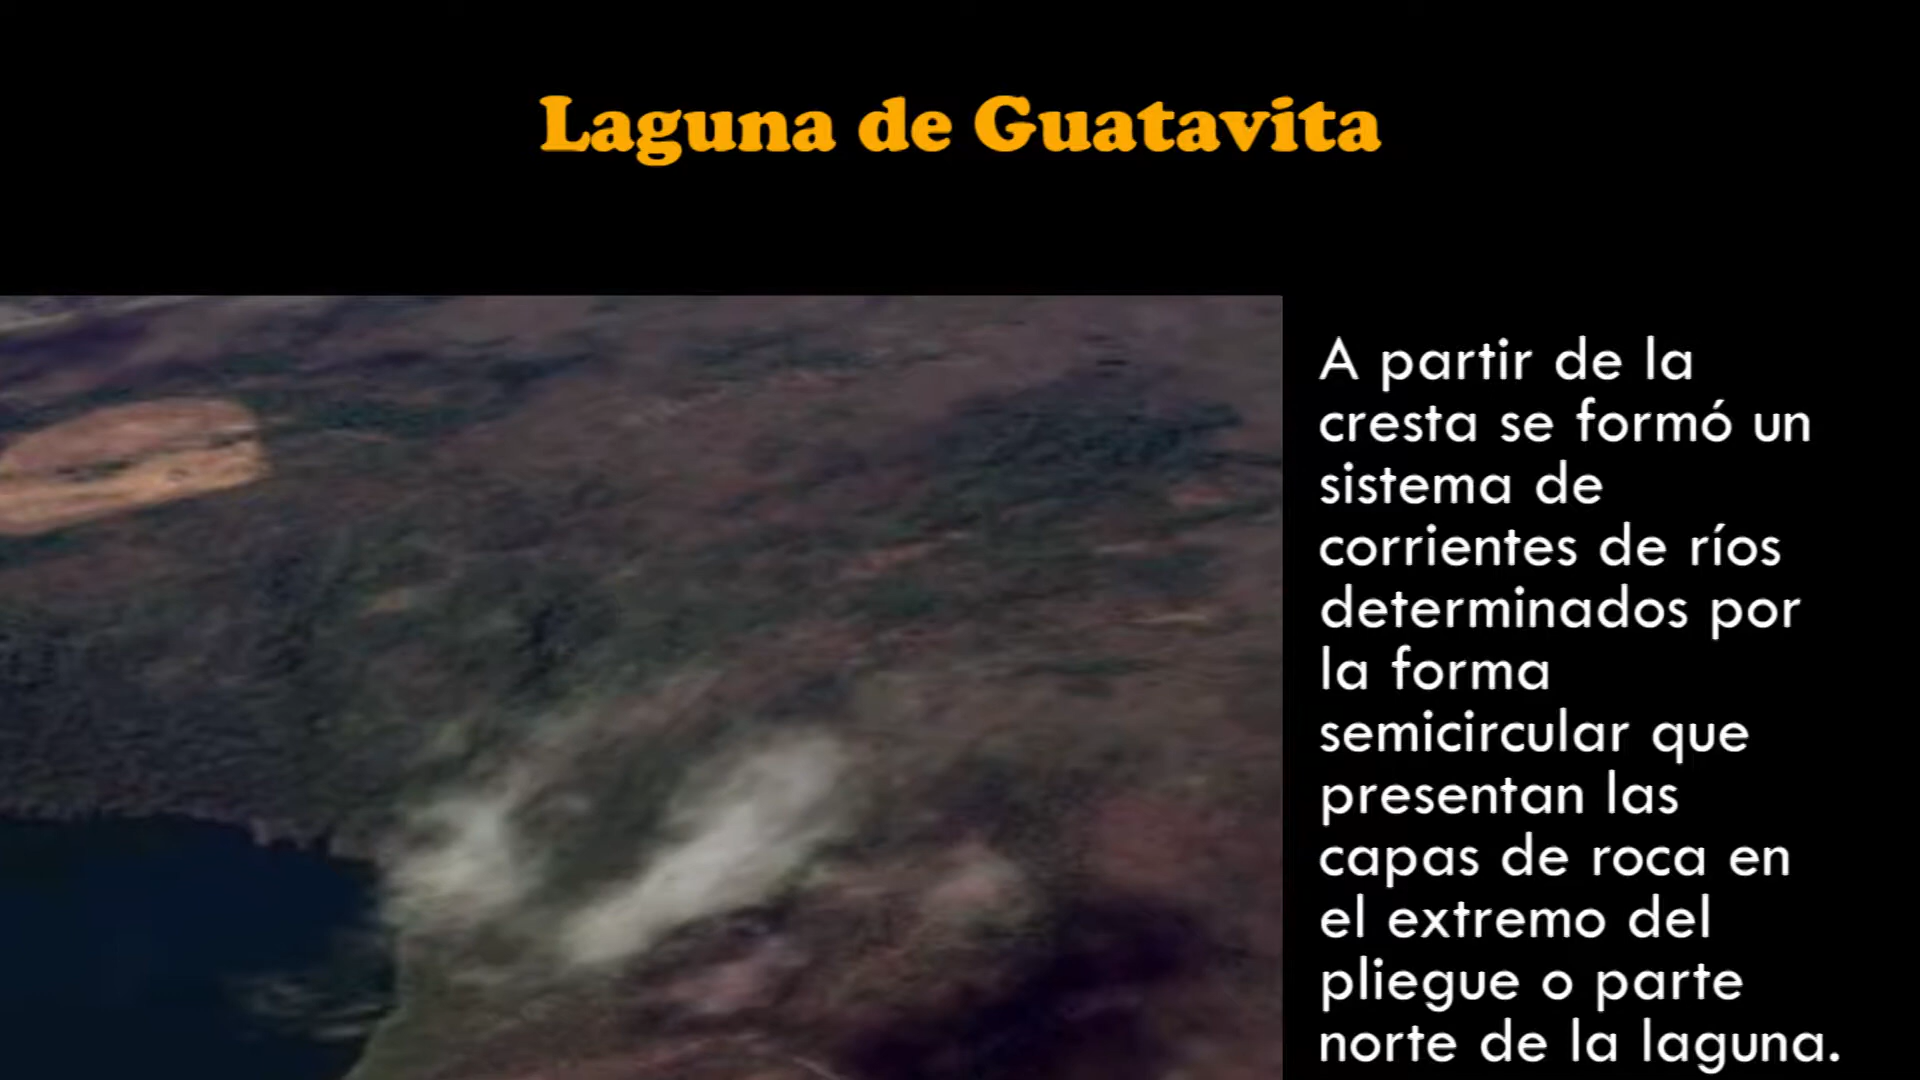 Laguna de Guatavita
A partir de la
cresta se formó un
sistema de
corrientes de ríos
determinados por
la forma
semicircular que
presentan las
capas de roca en
el extremo del
pliegue o parte
norte de la laguna.